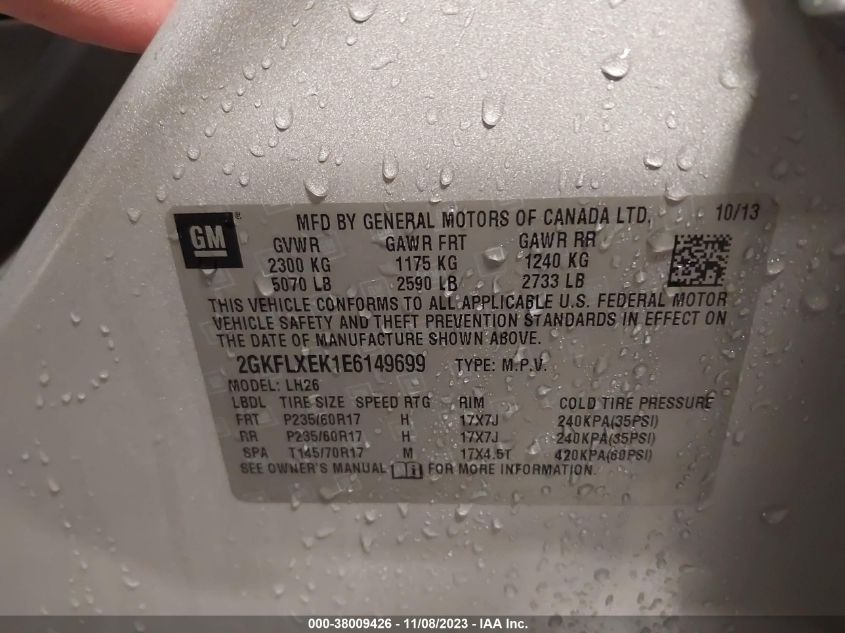 GM ® MFD BY GENERAL MOTORS OF CANADA LTD. 10/13
GVWR GAWR FRT GAWR RR
2300 KG 1175 KG 1240 KG
5070 LB 2590 LB 2733 LB
THIS VEHICLE CONFORMS TO ALL APPLICABLE U.S. FEDERAL MOTOR
VEHICLE SAFETY AND THEFT PREVENTION STANDARDS IN EFFECT ON
THE DATE OF MANUFACTURE SHOWN ABOVE.
2GKFLXEK1E6149699 TYPE: M.P.V.
MODEL: LH26
LBDL TIRE SIZE SPEED RTG RIM COLD TIRE PRESSURE
FRT P235/60R17 H 17X7J 240KPA(35PSI)
RR P235/60R17 H 17X7J 240KPA(35PSI)
SPA T145/70R17 M 17X4.5T 420KPA(60PSI)
SEE OWNER'S MANUAL FOR MORE INFORMATION.
000-38009426 - 11/08/2023 - IAA Inc.